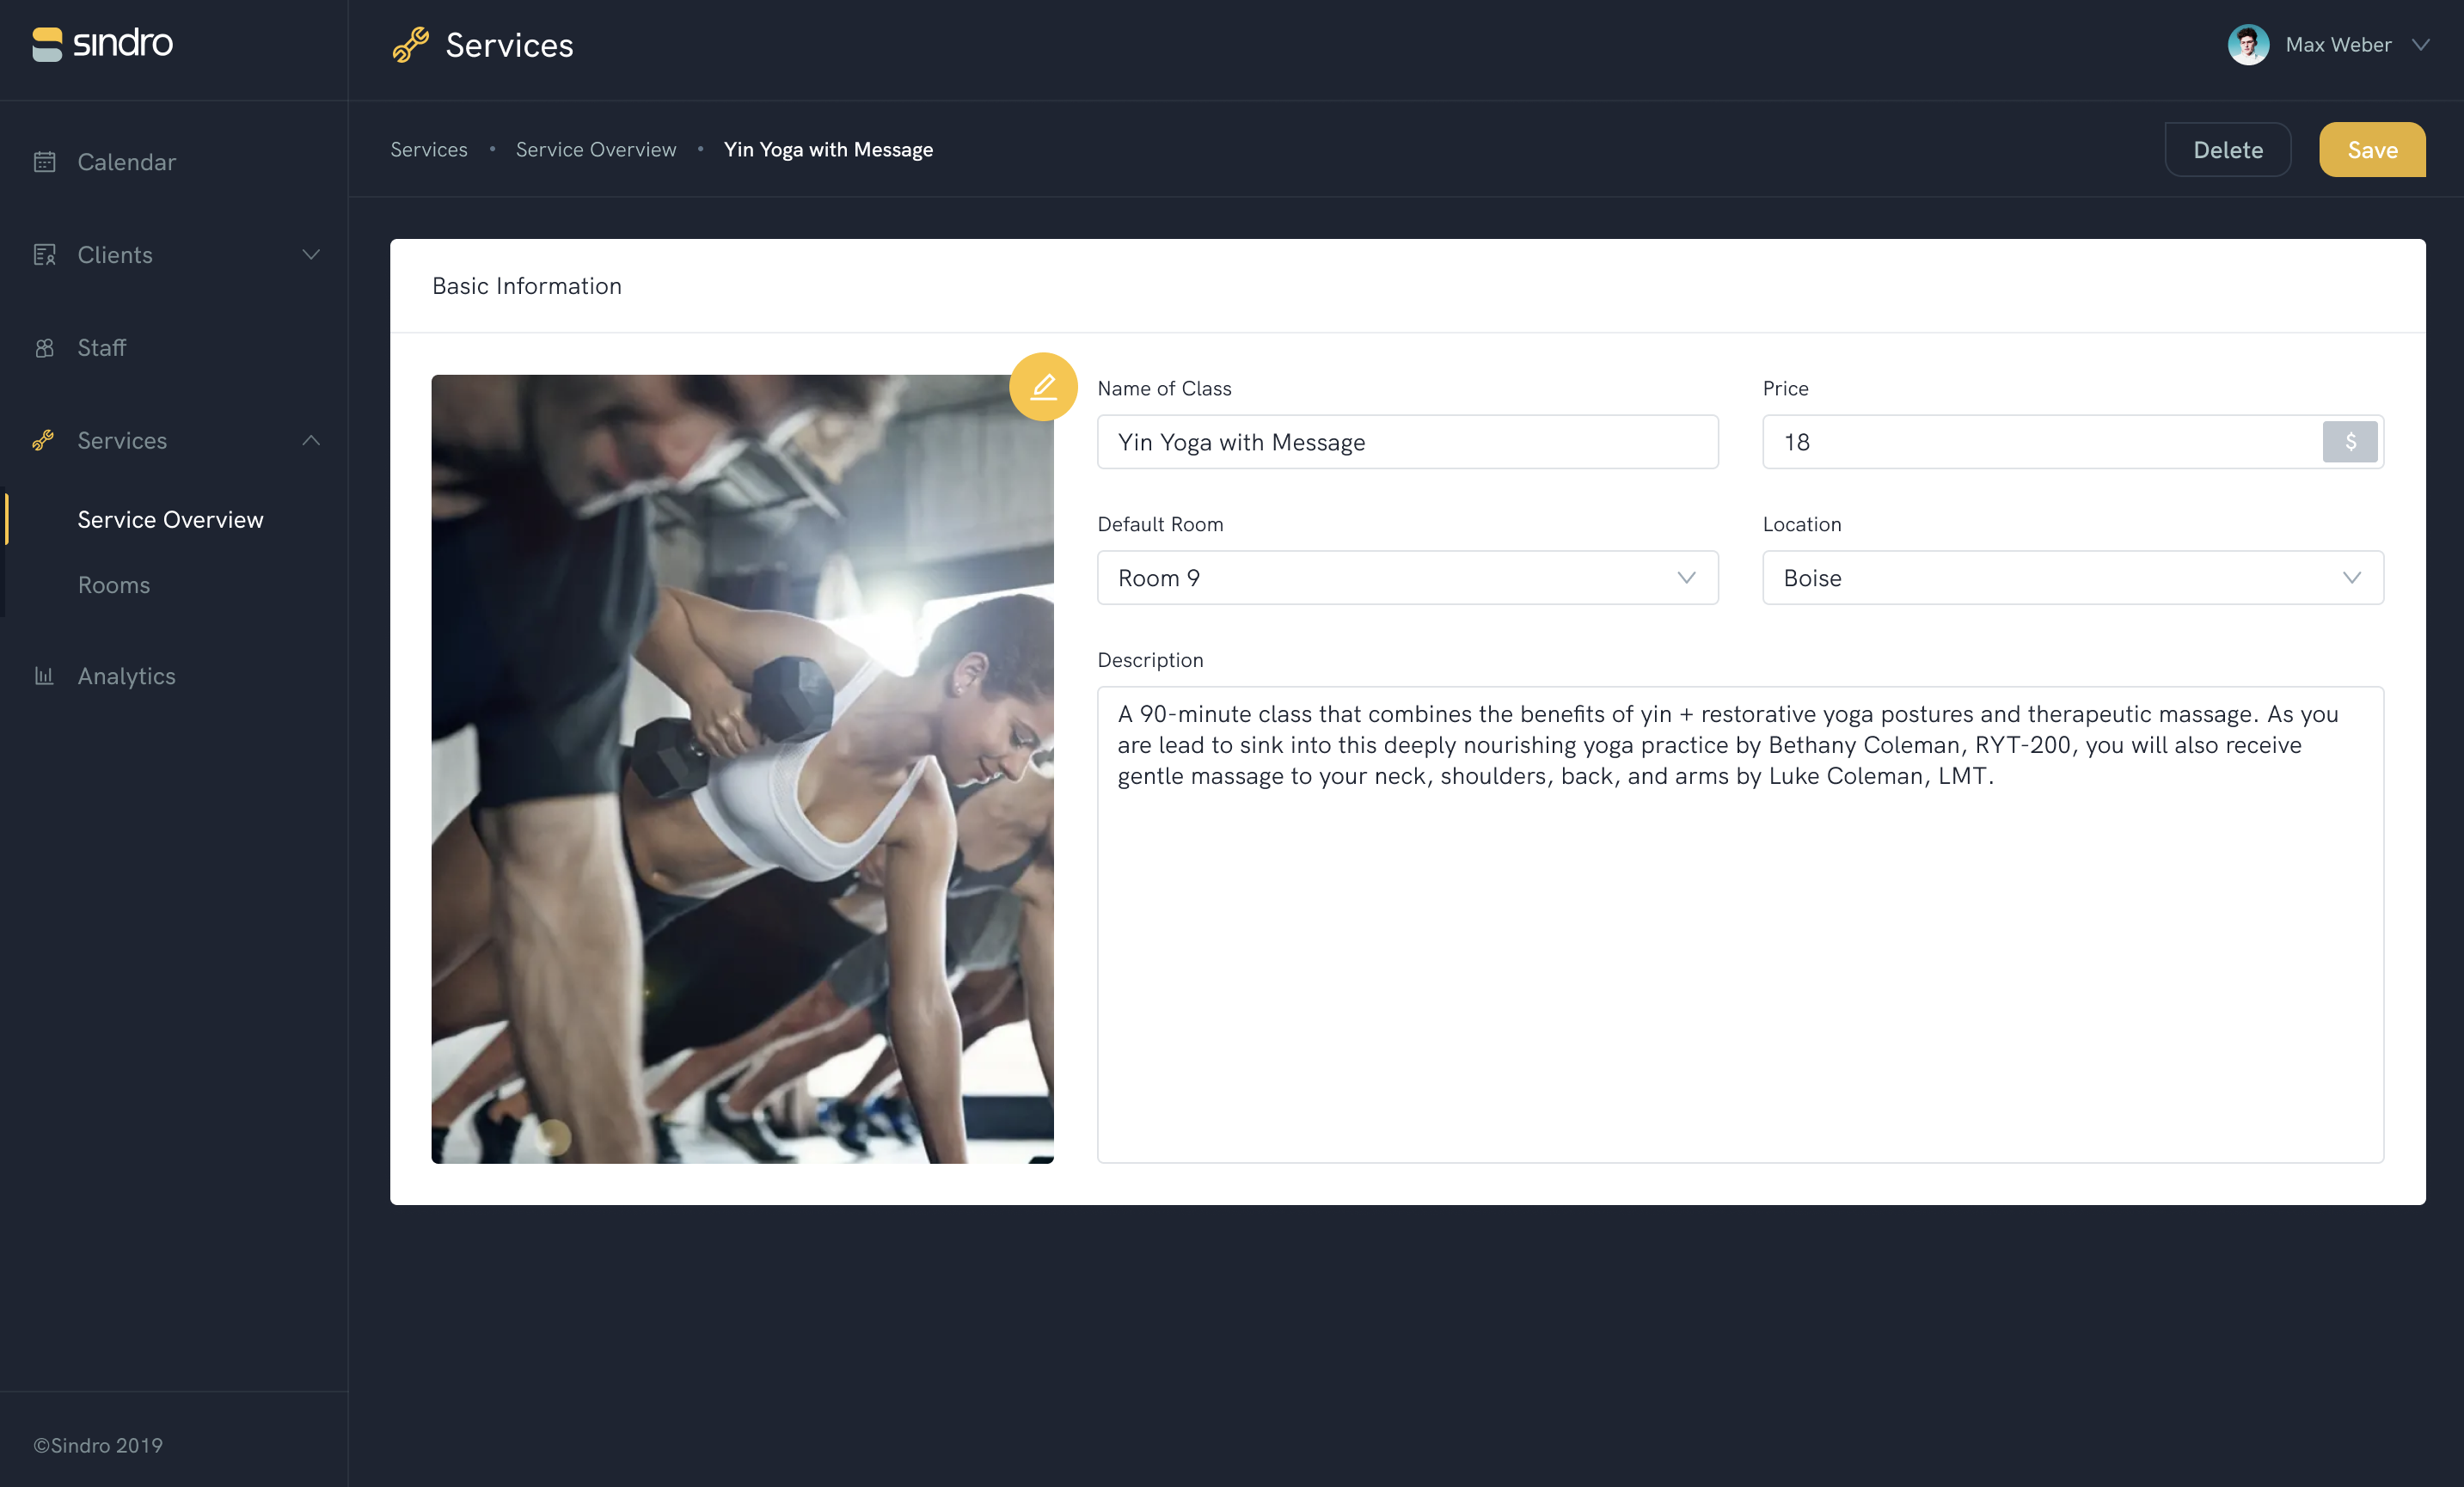 sindro
Services
Max Weber
Calendar
Clients
Staff
Services
Service Overview
Rooms
Analytics
©Sindro 2019
Services • Service Overview • Yin Yoga with Message
Delete
Save
Basic Information
Name of Class
Yin Yoga with Message
Price
18
$
Default Room
Room 9
Location
Boise
Description
A 90-minute class that combines the benefits of yin + restorative yoga postures and therapeutic massage. As you
are lead to sink into this deeply nourishing yoga practice by Bethany Coleman, RYT-200, you will also receive
gentle massage to your neck, shoulders, back, and arms by Luke Coleman, LMT.